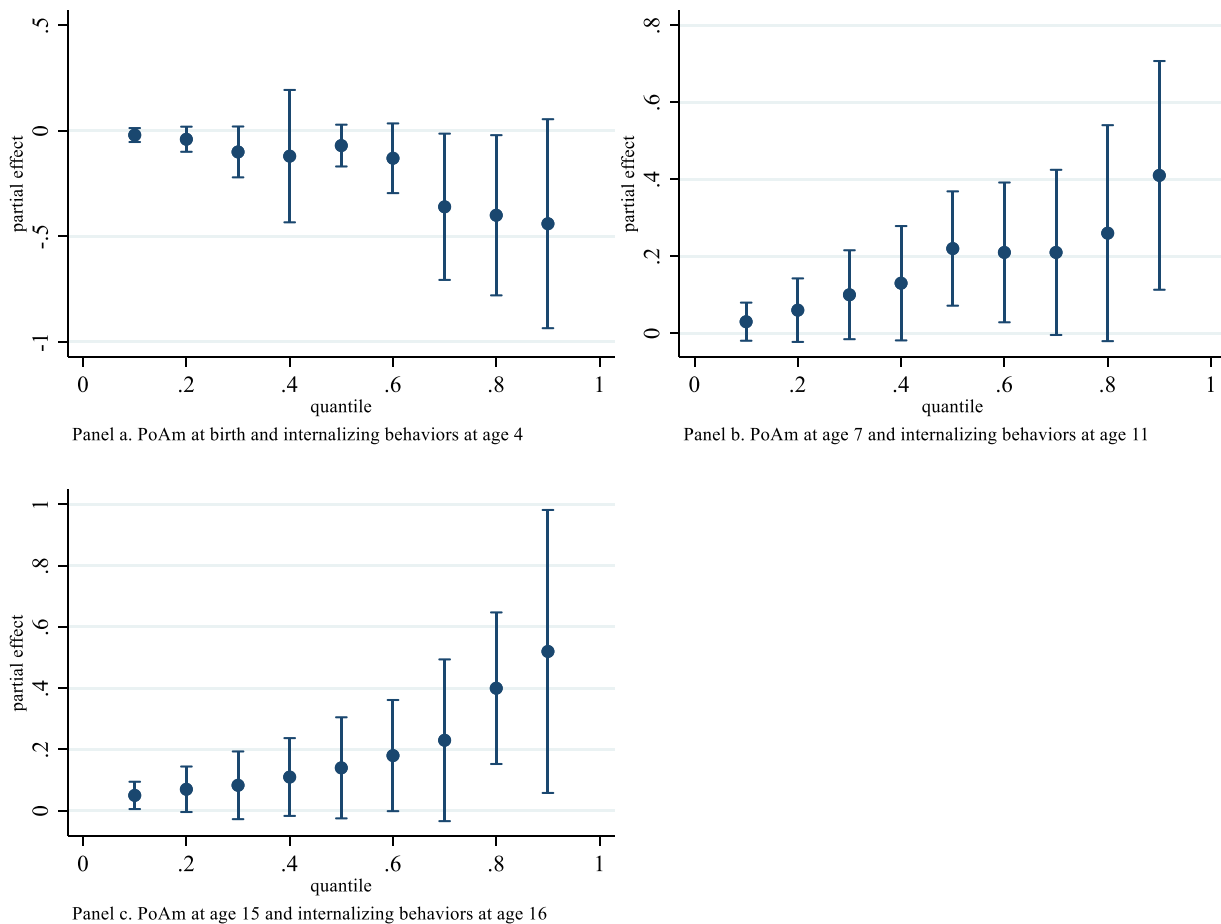 .5
0
-.5
-1
partial effect
0 .2 .4 .6 .8 1
quantile
Panel a. PoAm at birth and internalizing behaviors at age 4
.8
.6
.4
.2
0
partial effect
0 .2 .4 .6 .8 1
quantile
Panel b. PoAm at age 7 and internalizing behaviors at age 11
1
.8
.6
.4
.2
0
partial effect
0 .2 .4 .6 .8 1
quantile
Panel c. PoAm at age 15 and internalizing behaviors at age 16